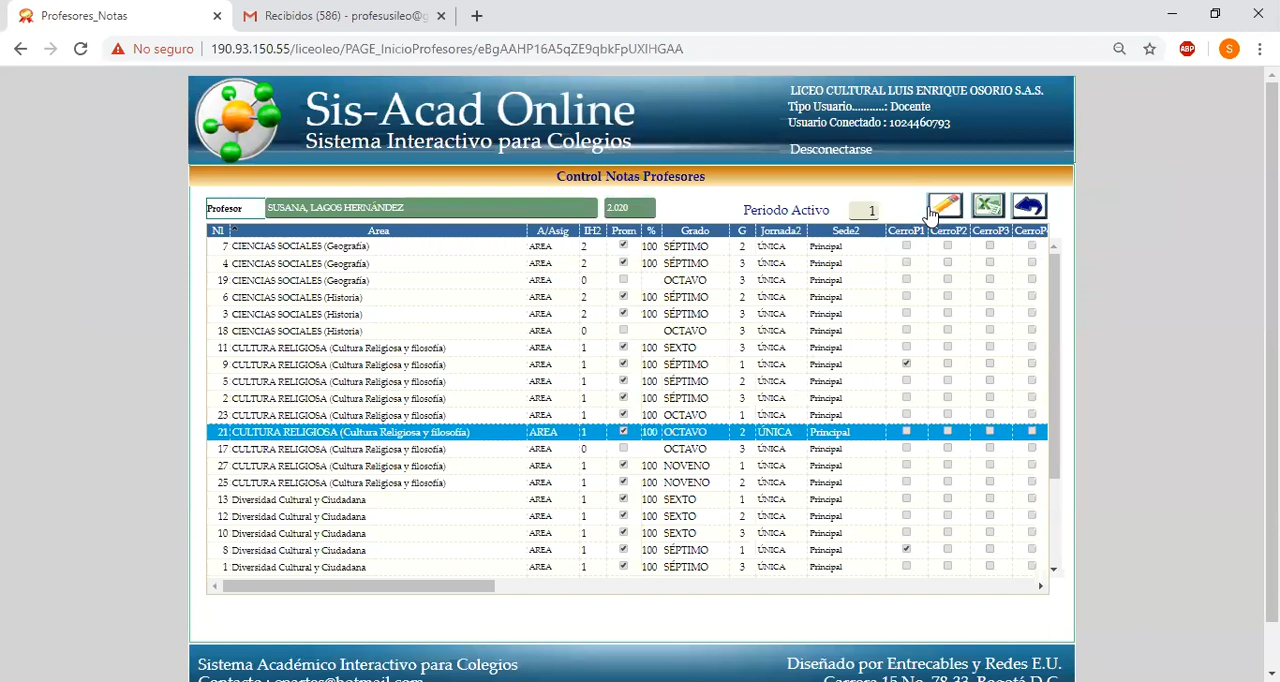 Profesores_Notas
Recibidos (586) - profesusileo@g
No seguro
190.93.150.55/liceoleo/PAGE_InicioProfesores/eBgAAHP16A5qZE9qbkFpUXIHGAA
ABP
S
Sis-Acad Online
Sistema Interactivo para Colegios
LICEO CULTURAL LUIS ENRIQUE OSORIO S.A.S.
Tipo Usuario...........: Docente
Usuario Conectado : 1024460793
Desconectarse
Control Notas Profesores
Profesor SUSANA, LAGOS HERNÁNDEZ 2.020 Periodo Activo 1
Nl Area A/Asig IH2 Prom % Grado G Jornada2 Sede2 CerroP1 CerroP2 CerroP3 CerroP4
7 CIENCIAS SOCIALES (Geografía) AREA 2 100 SÉPTIMO 2 ÚNICA Principal
4 CIENCIAS SOCIALES (Geografía) AREA 2 100 SÉPTIMO 3 ÚNICA Principal
19 CIENCIAS SOCIALES (Geografía) AREA 0 OCTAVO 3 ÚNICA Principal
6 CIENCIAS SOCIALES (Historia) AREA 2 100 SÉPTIMO 2 ÚNICA Principal
3 CIENCIAS SOCIALES (Historia) AREA 2 100 SÉPTIMO 3 ÚNICA Principal
18 CIENCIAS SOCIALES (Historia) AREA 0 OCTAVO 3 ÚNICA Principal
11 CULTURA RELIGIOSA (Cultura Religiosa y filosofía) AREA 1 100 SEXTO 3 ÚNICA Principal
9 CULTURA RELIGIOSA (Cultura Religiosa y filosofía) AREA 1 100 SÉPTIMO 1 ÚNICA Principal
5 CULTURA RELIGIOSA (Cultura Religiosa y filosofía) AREA 1 100 SÉPTIMO 2 ÚNICA Principal
2 CULTURA RELIGIOSA (Cultura Religiosa y filosofía) AREA 1 100 SÉPTIMO 3 ÚNICA Principal
23 CULTURA RELIGIOSA (Cultura Religiosa y filosofía) AREA 1 100 OCTAVO 1 ÚNICA Principal
21 CULTURA RELIGIOSA (Cultura Religiosa y filosofía) AREA 1 100 OCTAVO 2 ÚNICA Principal
17 CULTURA RELIGIOSA (Cultura Religiosa y filosofía) AREA 0 OCTAVO 3 ÚNICA Principal
27 CULTURA RELIGIOSA (Cultura Religiosa y filosofía) AREA 1 100 NOVENO 1 ÚNICA Principal
25 CULTURA RELIGIOSA (Cultura Religiosa y filosofía) AREA 1 100 NOVENO 2 ÚNICA Principal
13 Diversidad Cultural y Ciudadana AREA 1 100 SEXTO 1 ÚNICA Principal
12 Diversidad Cultural y Ciudadana AREA 1 100 SEXTO 2 ÚNICA Principal
10 Diversidad Cultural y Ciudadana AREA 1 100 SEXTO 3 ÚNICA Principal
8 Diversidad Cultural y Ciudadana AREA 1 100 SÉPTIMO 1 ÚNICA Principal
1 Diversidad Cultural y Ciudadana AREA 1 100 SÉPTIMO 3 ÚNICA Principal
Sistema Académico Interactivo para Colegios
Diseñado por Entrecables y Redes E.U.
Carrera 15 No. 78-33, Bogotá D.C.